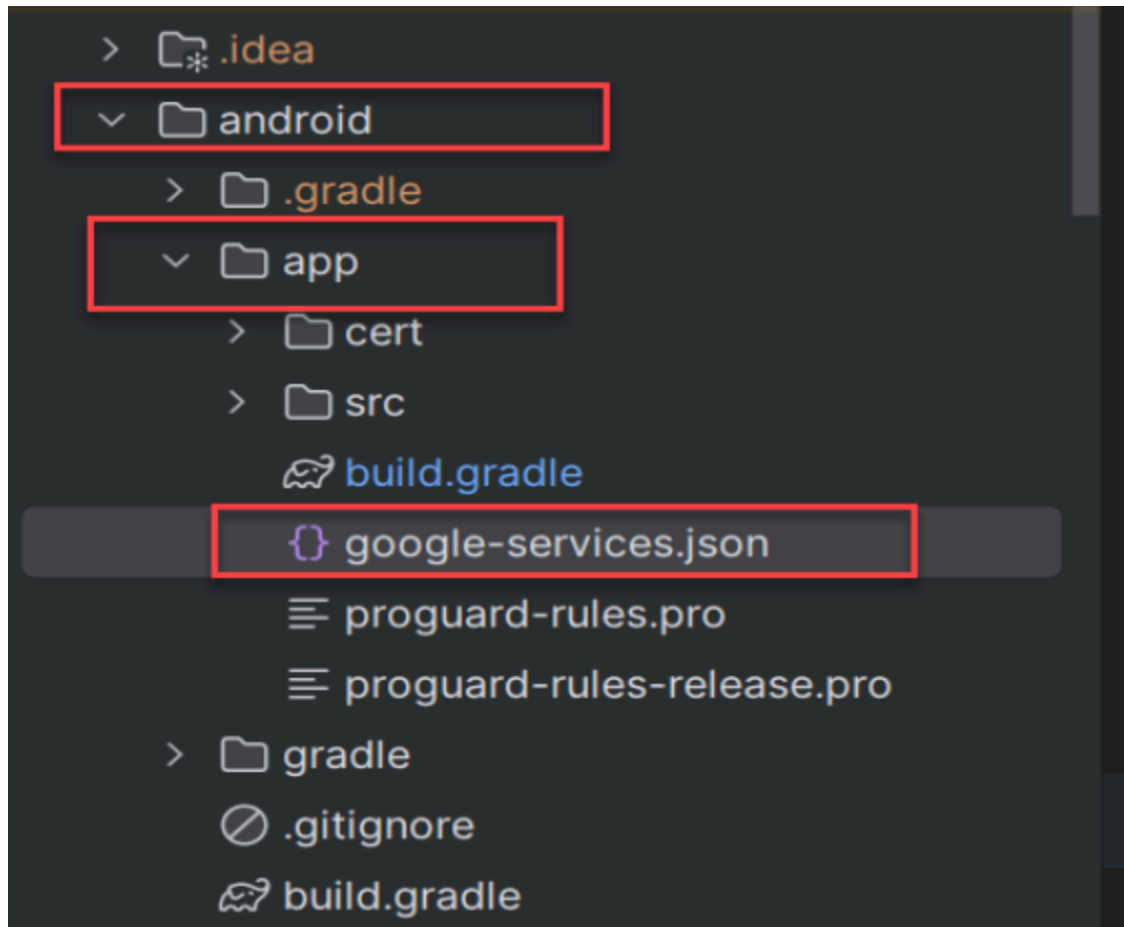 .idea
android
.gradle
app
cert
src
build.gradle
{} google-services.json
proguard-rules.pro
proguard-rules-release.pro
gradle
.gitignore
build.gradle